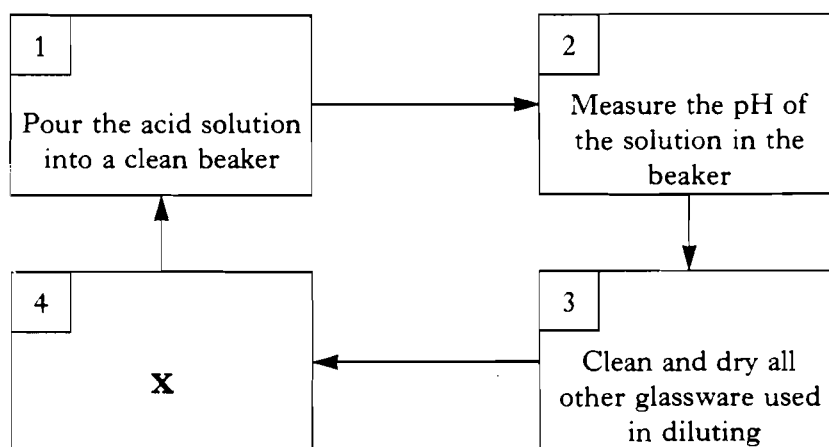 1
Pour the acid solution
into a clean beaker
2
Measure the pH of
the solution in the
beaker
3
Clean and dry all
other glassware used
in diluting
4
x